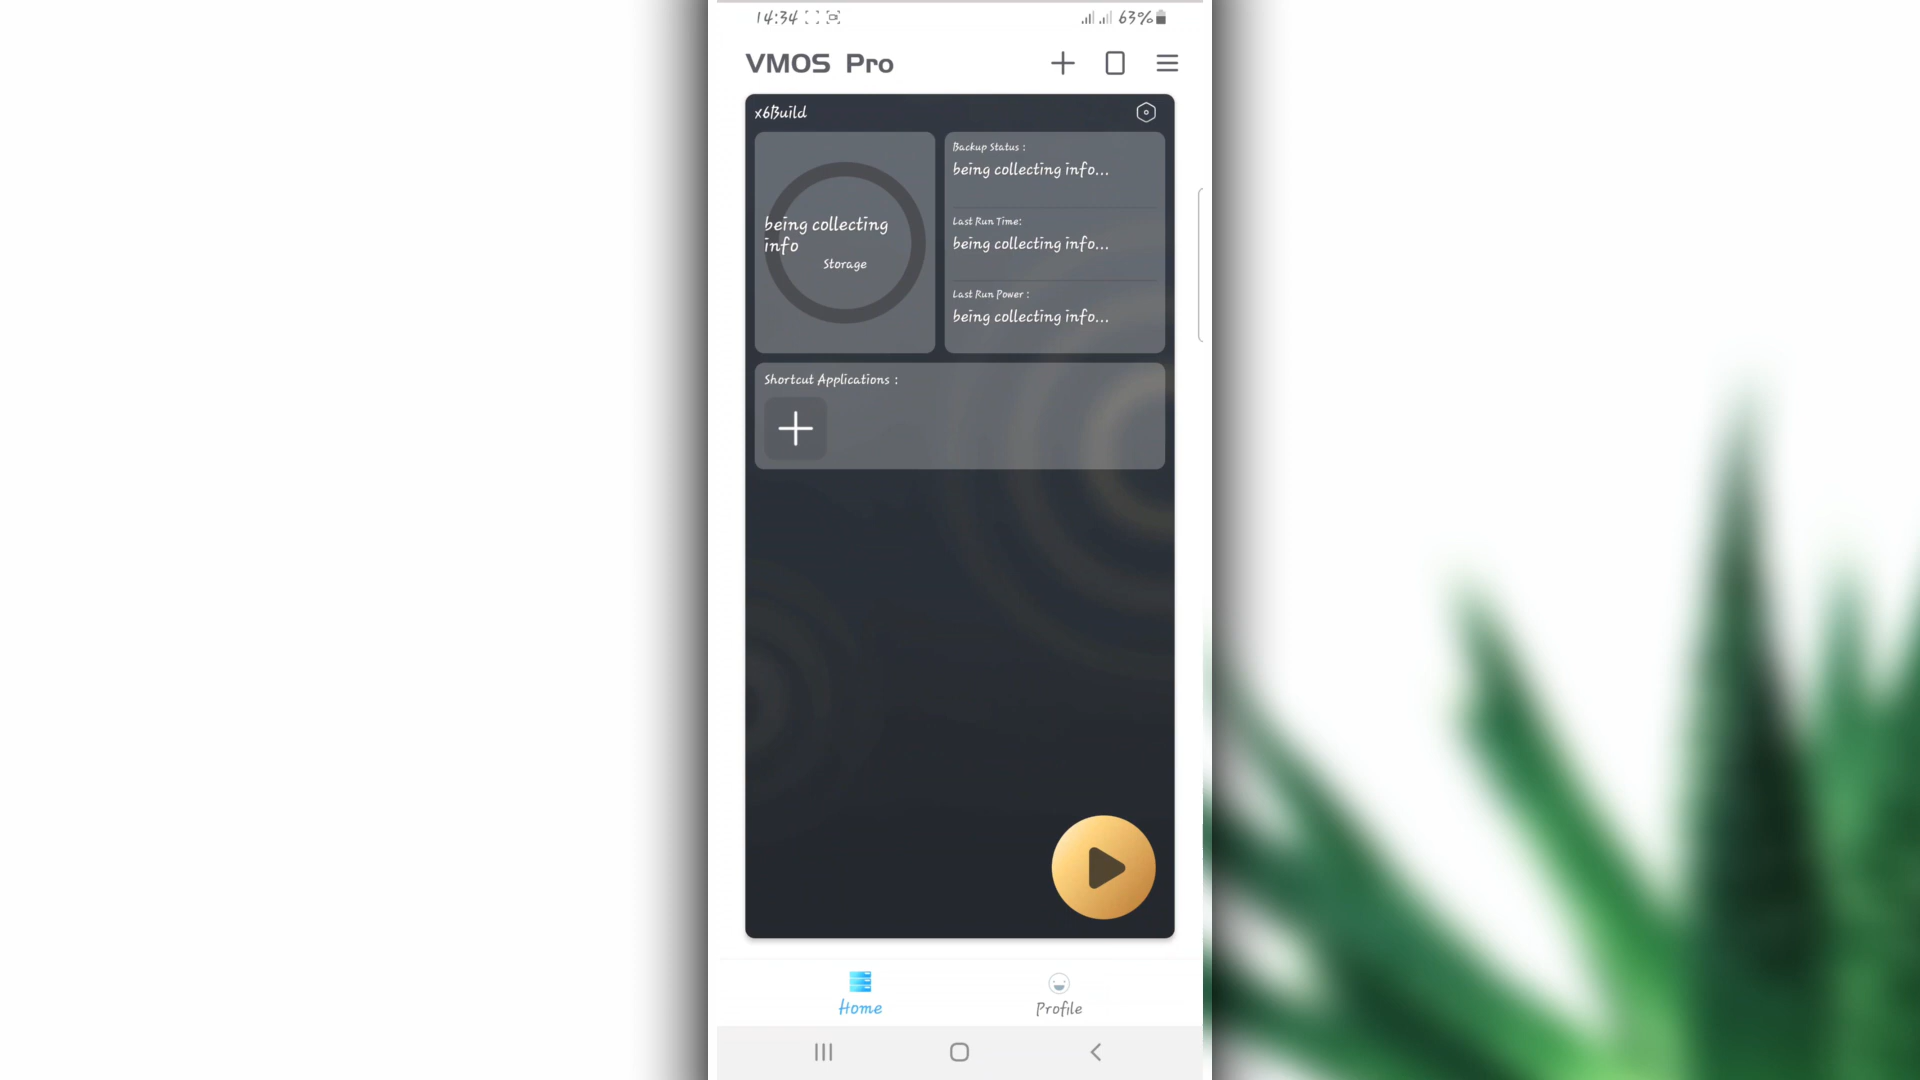 14:34
63%
VMOS Pro
x6Build
being collecting
info
Storage
Backup Status :
being collecting info...
Last Run Time:
being collecting info...
Last Run Power :
being collecting info...
Shortcut Applications :
Home
Profile